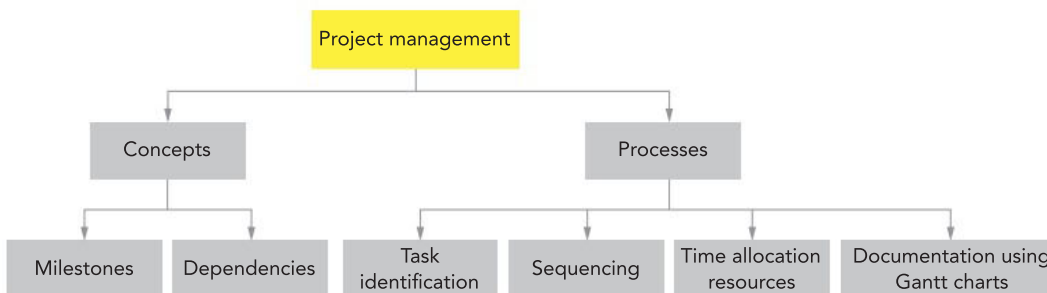 Project management
Concepts
Processes
Milestones
Dependencies
Task
identification
Sequencing
Time allocation
resources
Documentation using
Gantt charts